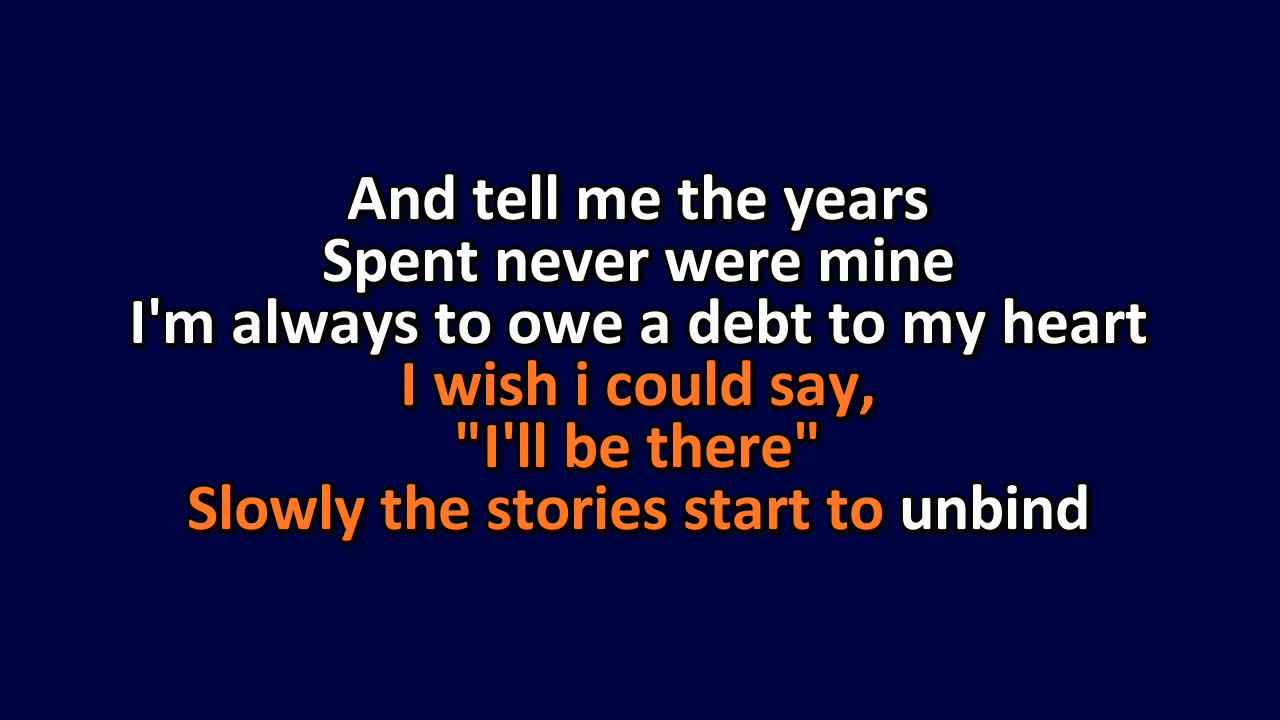 And tell me the years
Spent never were mine
I'm always to owe a debt to my heart
I wish i could say,
"I'll be there"
Slowly the stories start to unbind